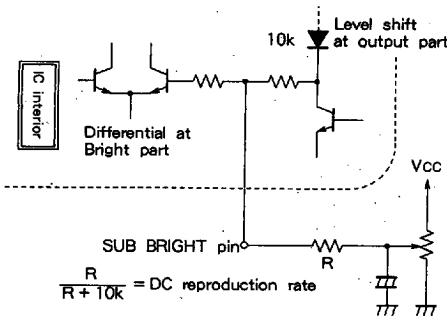 10k
Level shift
at output part
IC interior
Differential at
Bright part
Vcc
SUB BRIGHT pin
R
R
R + 10k
= DC reproduction rate